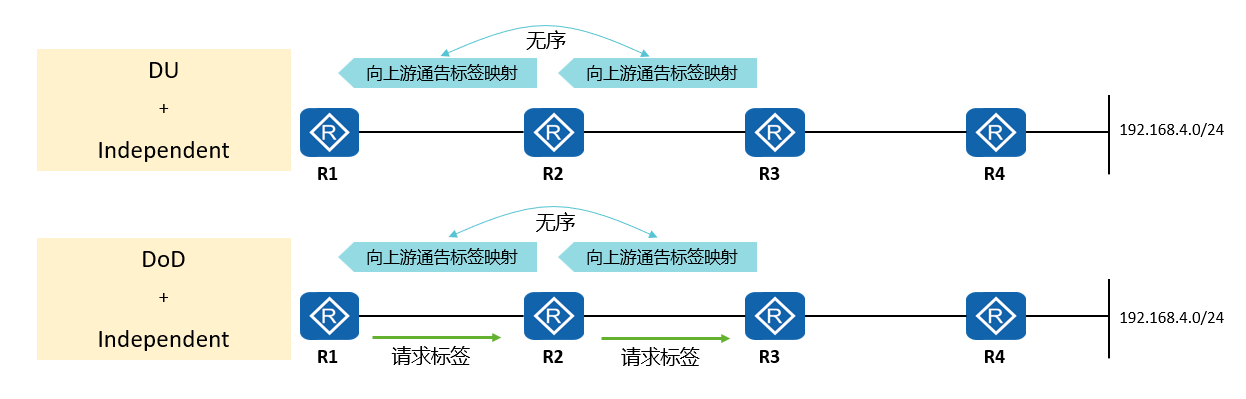 无序
DU
+
Independent
向上游通告标签映射
向上游通告标签映射
R
R
R
R
192.168.4.0/24
R1
R2
R3
R4
无序
DoD
+
Independent
向上游通告标签映射
向上游通告标签映射
R
R
R
R
192.168.4.0/24
请求标签
请求标签
R1
R2
R3
R4